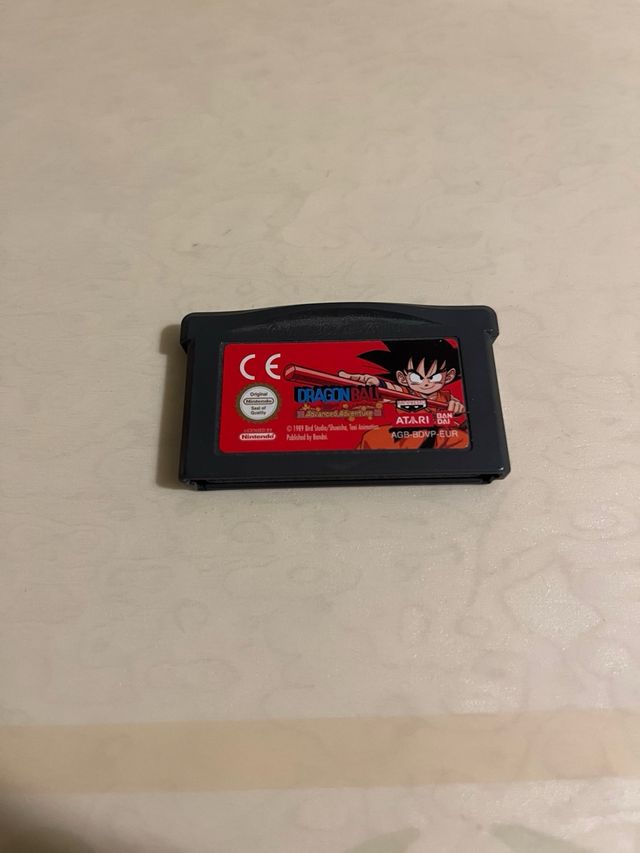 CE
Original
Nintendo
Seal of
Quality
LICENSED BY
Nintendo
DRAGON BALL
Advanced Adventure
© 1989 Bird Studio/Shueisha, Toei Animation.
Published by Bandai.
ATARI
BAN
DAI
AGB-BDVP-EUR